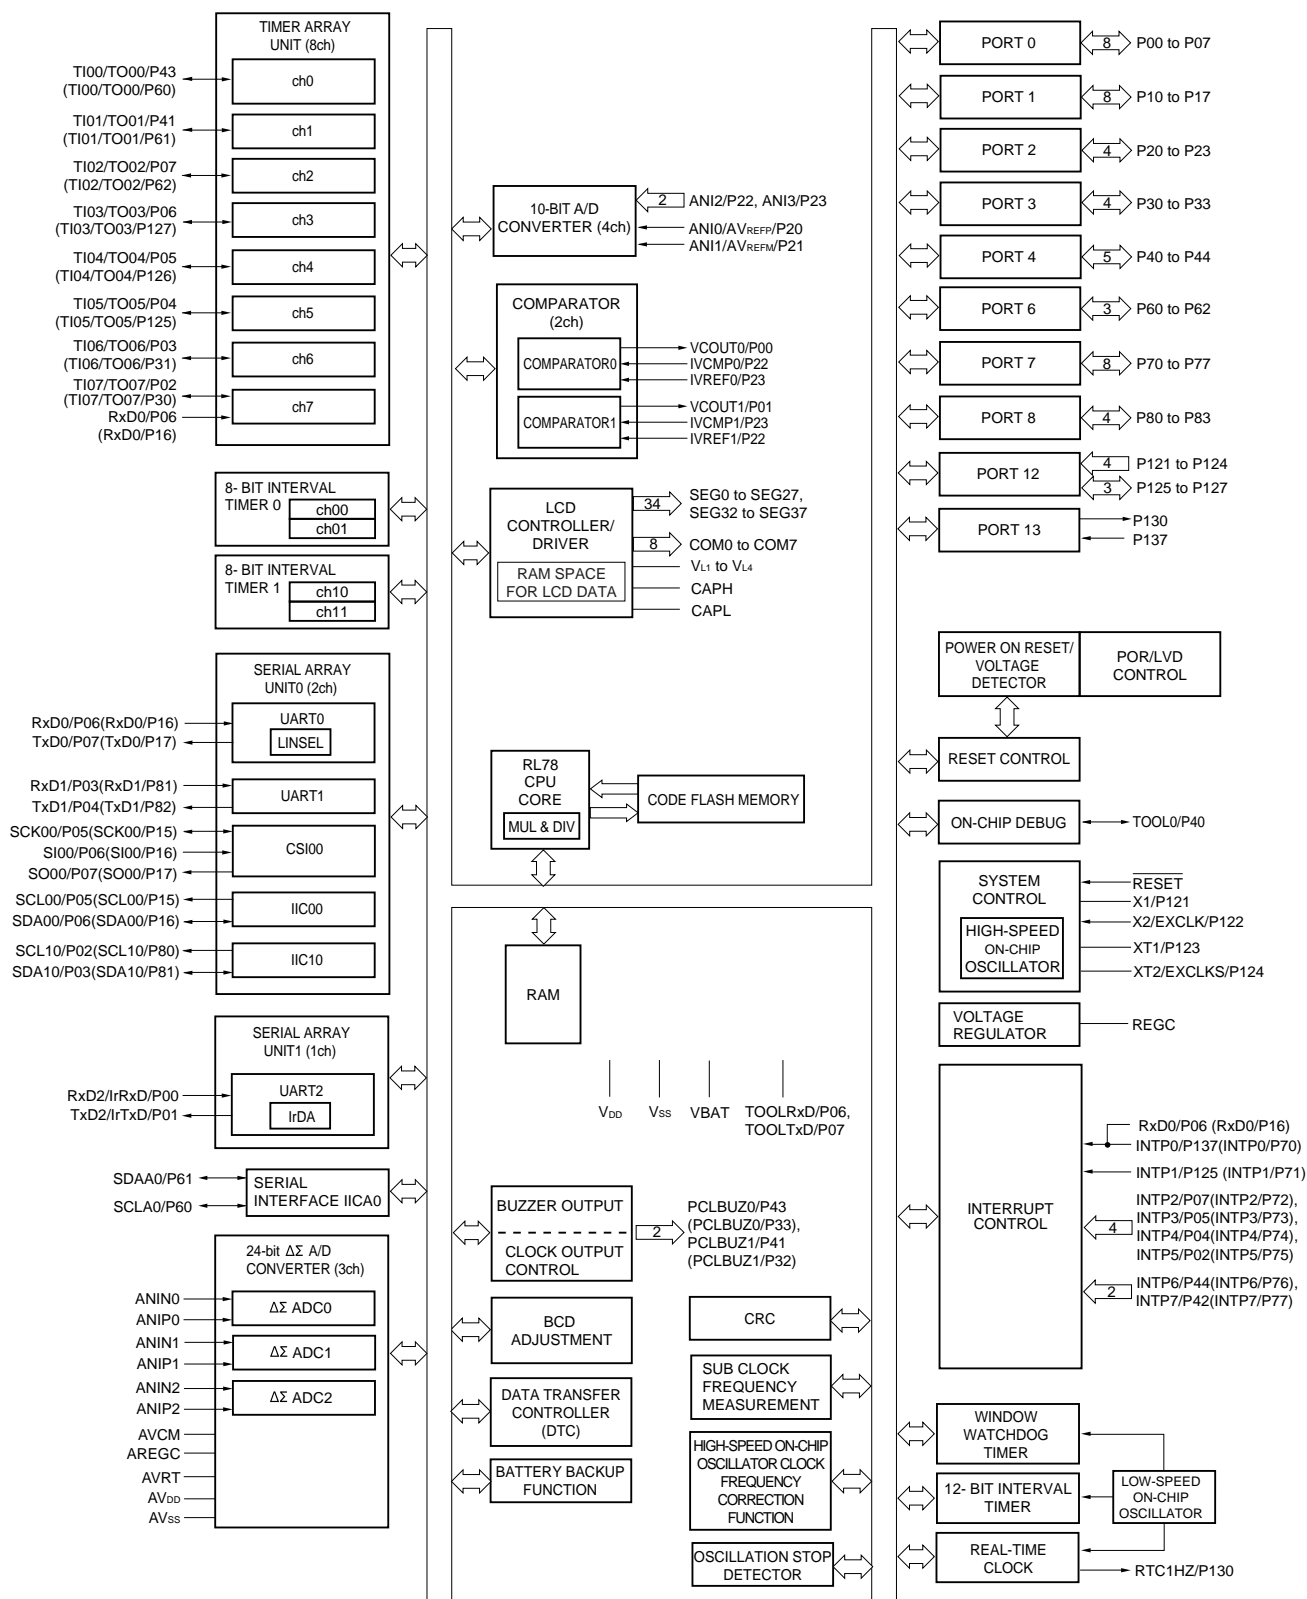 TIMER ARRAY
UNIT (8ch)
TI00/TO00/P43
(TI00/TO00/P60)
ch0
TI01/TO01/P41
(TI01/TO01/P61)
ch1
TI02/TO02/P07
(TI02/TO02/P62)
ch2
TI03/TO03/P06
(TI03/TO03/P127)
ch3
TI04/TO04/P05
(TI04/TO04/P126)
ch4
TI05/TO05/P04
(TI05/TO05/P125)
ch5
TI06/TO06/P03
(TI06/TO06/P31)
ch6
TI07/TO07/P02
(TI07/TO07/P30)
RxD0/P06
(RxD0/P16)
ch7
8- BIT INTERVAL
TIMER 0
ch00
ch01
8- BIT INTERVAL
TIMER 1
ch10
ch11
SERIAL ARRAY
UNIT0 (2ch)
RxD0/P06(RxD0/P16)
TxD0/P07(TxD0/P17)
UART0
LINSEL
RxD1/P03(RxD1/P81)
TxD1/P04(TxD1/P82)
UART1
SCK00/P05(SCK00/P15)
SI00/P06(SI00/P16)
SO00/P07(SO00/P17)
CSI00
SCL00/P05(SCL00/P15)
SDA00/P06(SDA00/P16)
IIC00
SCL10/P02(SCL10/P80)
SDA10/P03(SDA10/P81)
IIC10
SERIAL ARRAY
UNIT1 (1ch)
RxD2/IrRxD/P00
TxD2/IrTxD/P01
UART2
IrDA
SDAA0/P61
SCLA0/P60
SERIAL
INTERFACE IICA0
24-bit ΔΣ A/D
CONVERTER (3ch)
ANIN0
ANIP0
ΔΣ ADC0
ANIN1
ANIP1
ΔΣ ADC1
ANIN2
ANIP2
ΔΣ ADC2
AVCM
AREGC
AVRT
AVDD
AVSS
10-BIT A/D
CONVERTER (4ch)
2
ANI2/P22, ANI3/P23
ANI0/AVREFP/P20
ANI1/AVREFM/P21
COMPARATOR
(2ch)
COMPARATOR0
VCOUT0/P00
IVCMP0/P22
IVREF0/P23
COMPARATOR1
VCOUT1/P01
IVCMP1/P23
IVREF1/P22
LCD
CONTROLLER/
DRIVER
RAM SPACE
FOR LCD DATA
34
SEG0 to SEG27,
SEG32 to SEG37
8
COM0 to COM7
VL1 to VL4
CAPH
CAPL
RL78
CPU
CORE
MUL & DIV
CODE FLASH MEMORY
RAM
VDD
VSS
VBAT
TOOLRxD/P06,
TOOLTxD/P07
BUZZER OUTPUT
CLOCK OUTPUT
CONTROL
2
PCLBUZ0/P43
(PCLBUZ0/P33),
PCLBUZ1/P41
(PCLBUZ1/P32)
BCD
ADJUSTMENT
DATA TRANSFER
CONTROLLER
(DTC)
BATTERY BACKUP
FUNCTION
CRC
SUB CLOCK
FREQUENCY
MEASUREMENT
HIGH-SPEED ON-CHIP
OSCILLATOR CLOCK
FREQUENCY
CORRECTION
FUNCTION
OSCILLATION STOP
DETECTOR
PORT 0
8
P00 to P07
PORT 1
8
P10 to P17
PORT 2
4
P20 to P23
PORT 3
4
P30 to P33
PORT 4
5
P40 to P44
PORT 6
3
P60 to P62
PORT 7
8
P70 to P77
PORT 8
4
P80 to P83
PORT 12
4
P121 to P124
3
P125 to P127
PORT 13
P130
P137
POWER ON RESET/
VOLTAGE
DETECTOR
POR/LVD
CONTROL
RESET CONTROL
ON-CHIP DEBUG
TOOL0/P40
SYSTEM
CONTROL
HIGH-SPEED
ON-CHIP
OSCILLATOR
RESET
X1/P121
X2/EXCLK/P122
XT1/P123
XT2/EXCLKS/P124
VOLTAGE
REGULATOR
REGC
INTERRUPT
CONTROL
RxD0/P06 (RxD0/P16)
INTP0/P137(INTP0/P70)
INTP1/P125 (INTP1/P71)
4
INTP2/P07(INTP2/P72),
INTP3/P05(INTP3/P73),
INTP4/P04(INTP4/P74),
INTP5/P02(INTP5/P75)
2
INTP6/P44(INTP6/P76),
INTP7/P42(INTP7/P77)
WINDOW
WATCHDOG
TIMER
12- BIT INTERVAL
TIMER
LOW-SPEED
ON-CHIP
OSCILLATOR
REAL-TIME
CLOCK
RTC1HZ/P130